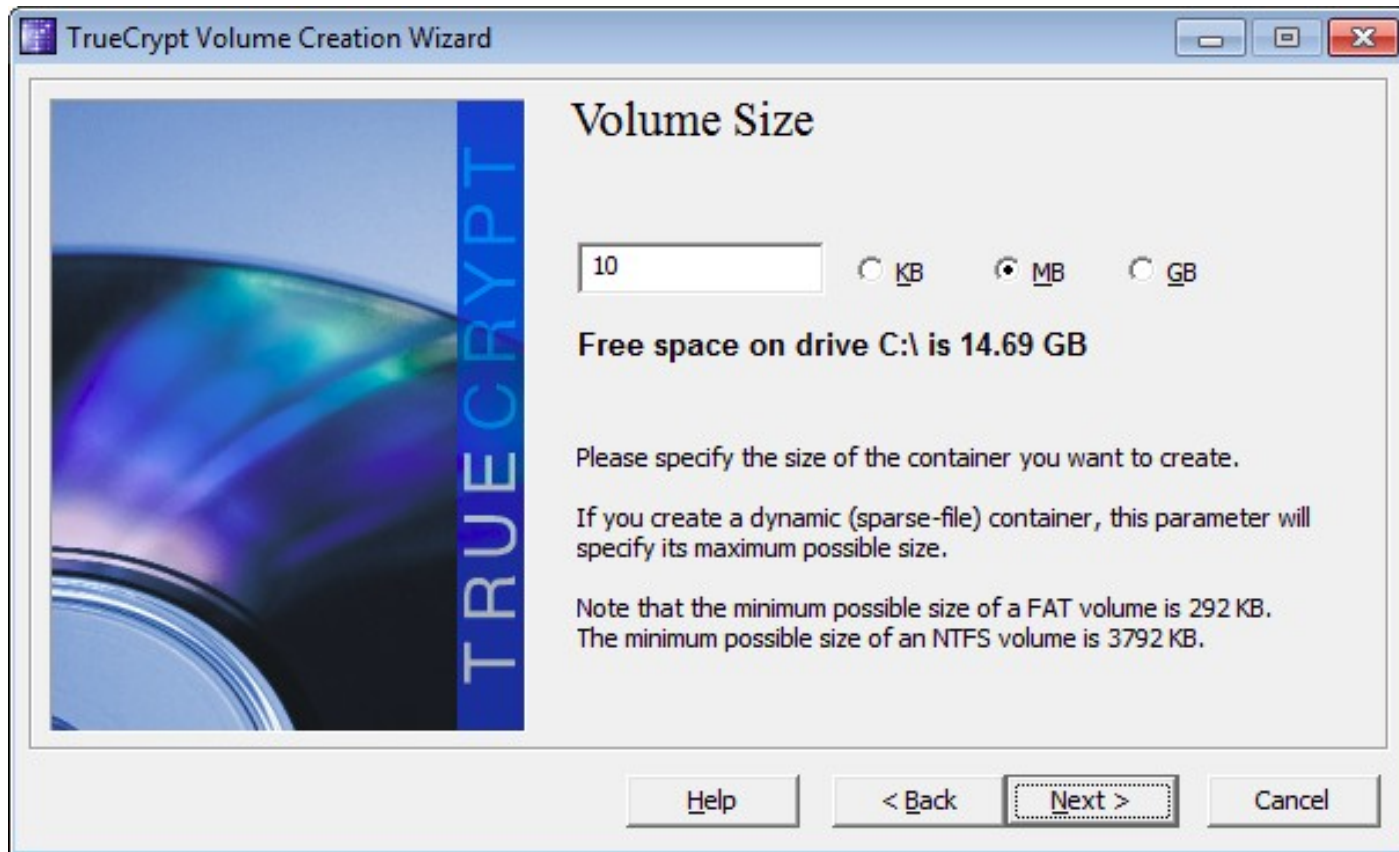 TrueCrypt Volume Creation Wizard
TRUECRYPT
Volume Size
10
KB
MB
GB
Free space on drive C:\ is 14.69 GB
Please specify the size of the container you want to create.
If you create a dynamic (sparse-file) container, this parameter will
specify its maximum possible size.
Note that the minimum possible size of a FAT volume is 292 KB.
The minimum possible size of an NTFS volume is 3792 KB.
Help
< Back
Next >
Cancel